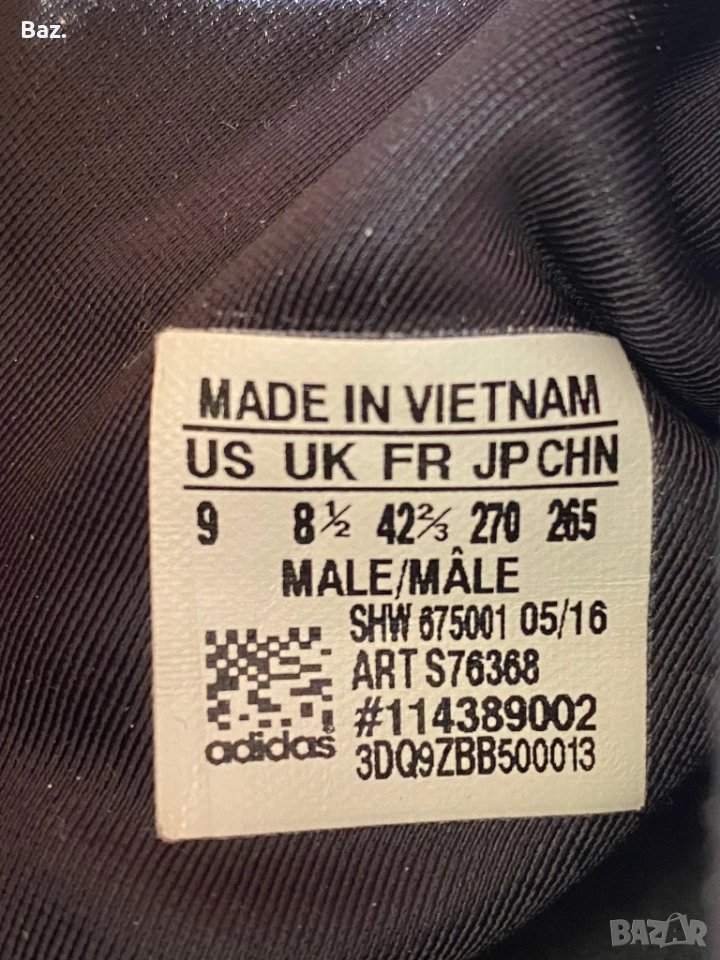 Baz.
MADE IN VIETNAM
US UK FR JP CHN
9 8½ 42⅔ 270 265
MALE/MÂLE
SHW 675001 05/16
ART S76368
#114389002
adidas
3DQ9ZBB500013
BAZAR